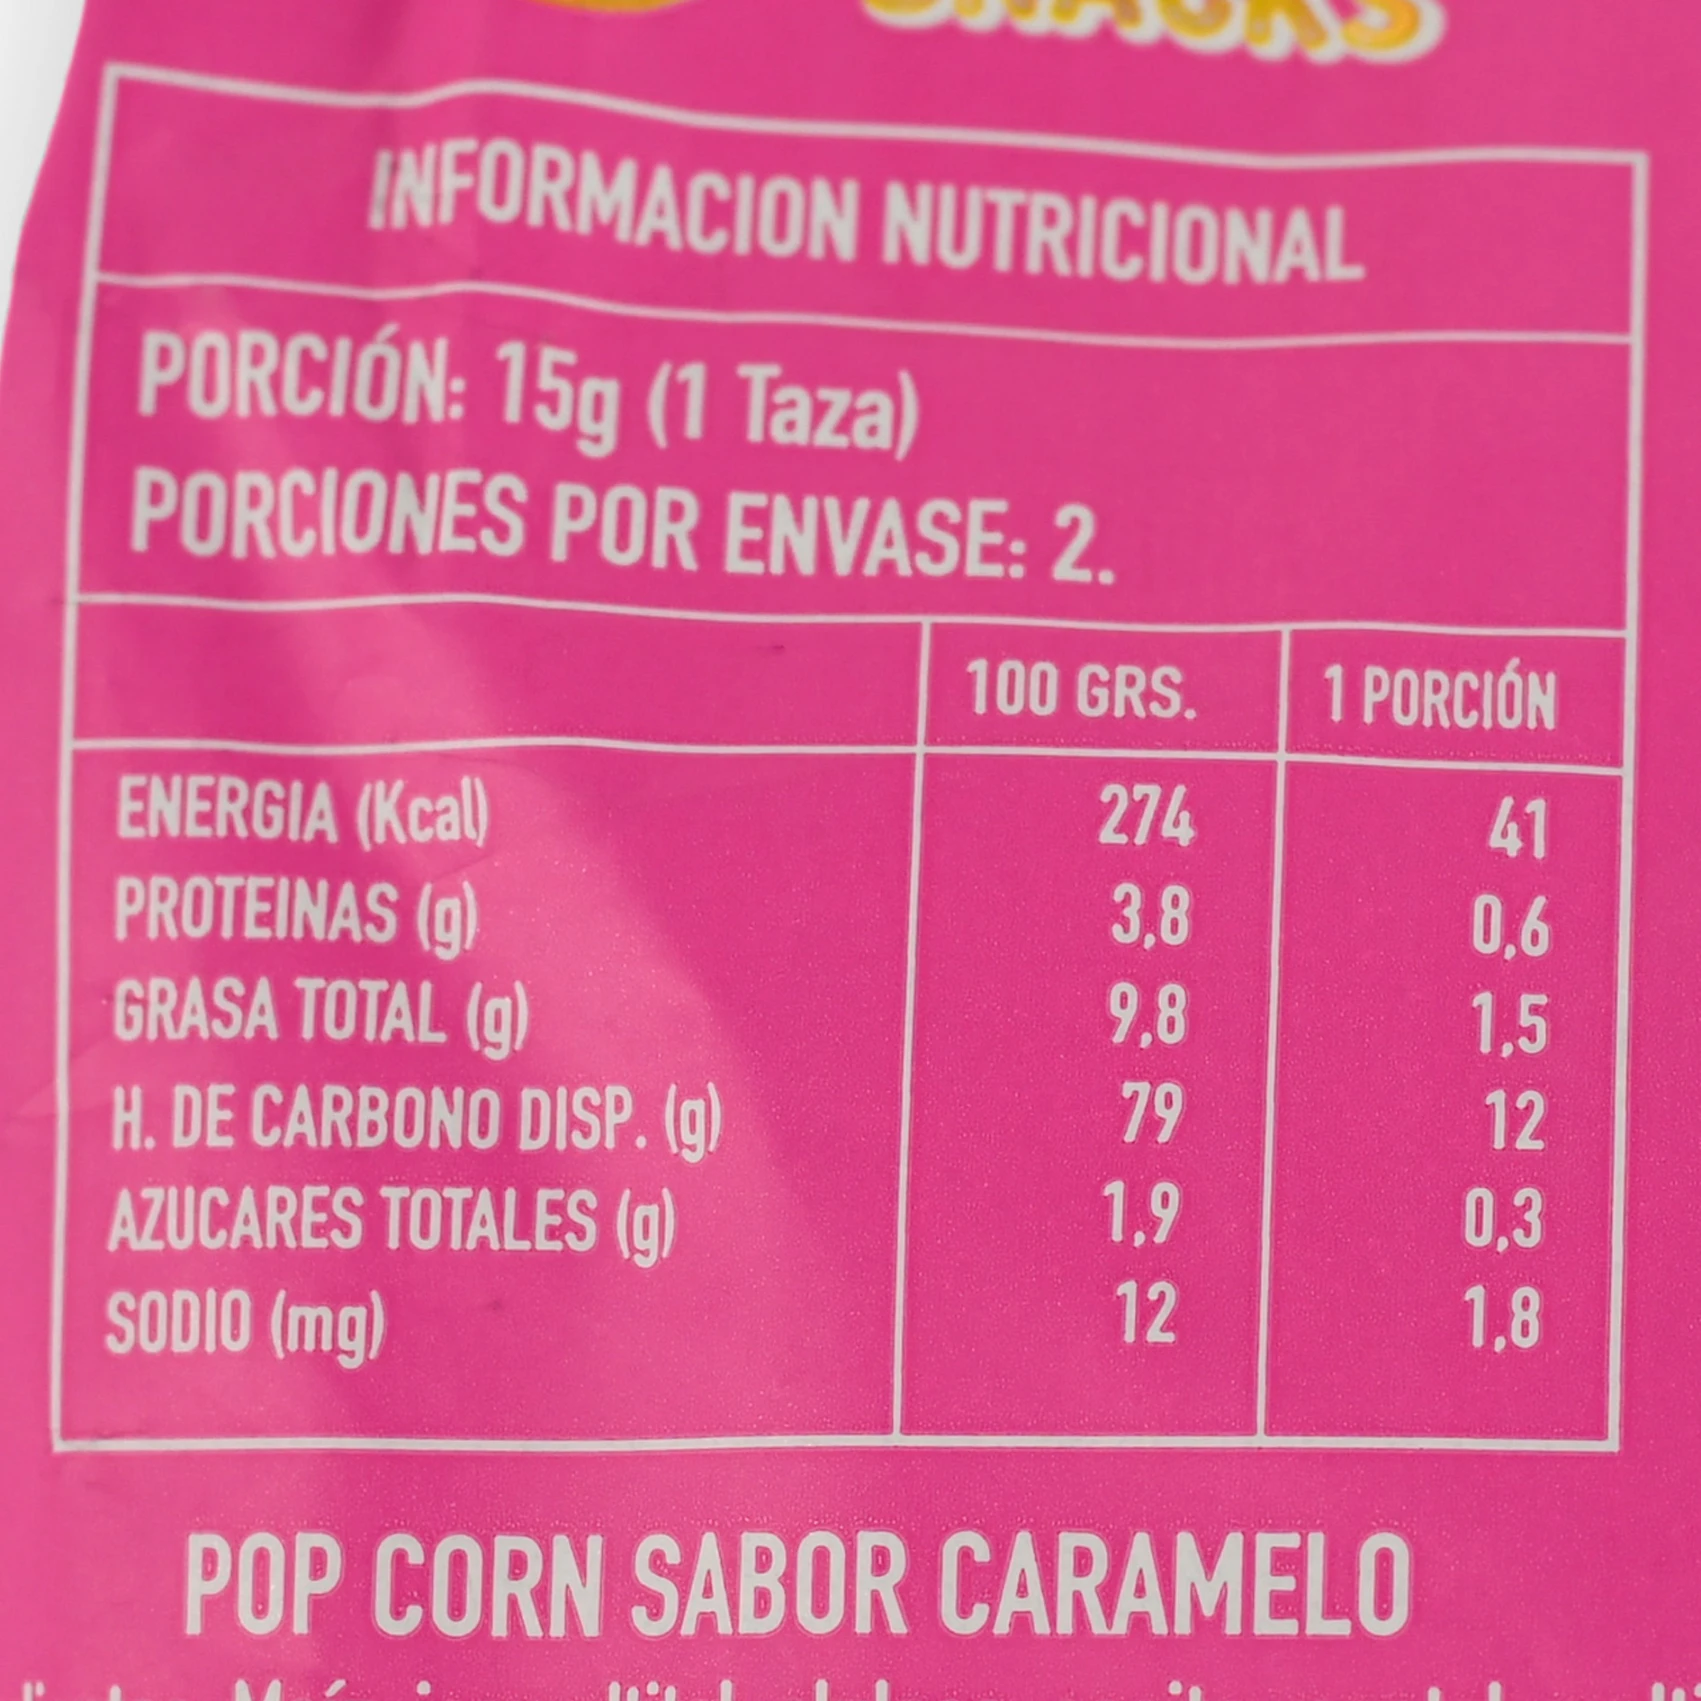 SNACKS
INFORMACION NUTRICIONAL
PORCIÓN: 15g (1 Taza)
PORCIONES POR ENVASE: 2.
100 GRS. 1 PORCIÓN
ENERGIA (Kcal) 274 41
PROTEINAS (g) 3,8 0,6
GRASA TOTAL (g) 9,8 1,5
H. DE CARBONO DISP. (g) 79 12
AZUCARES TOTALES (g) 1,9 0,3
SODIO (mg) 12 1,8
POP CORN SABOR CARAMELO